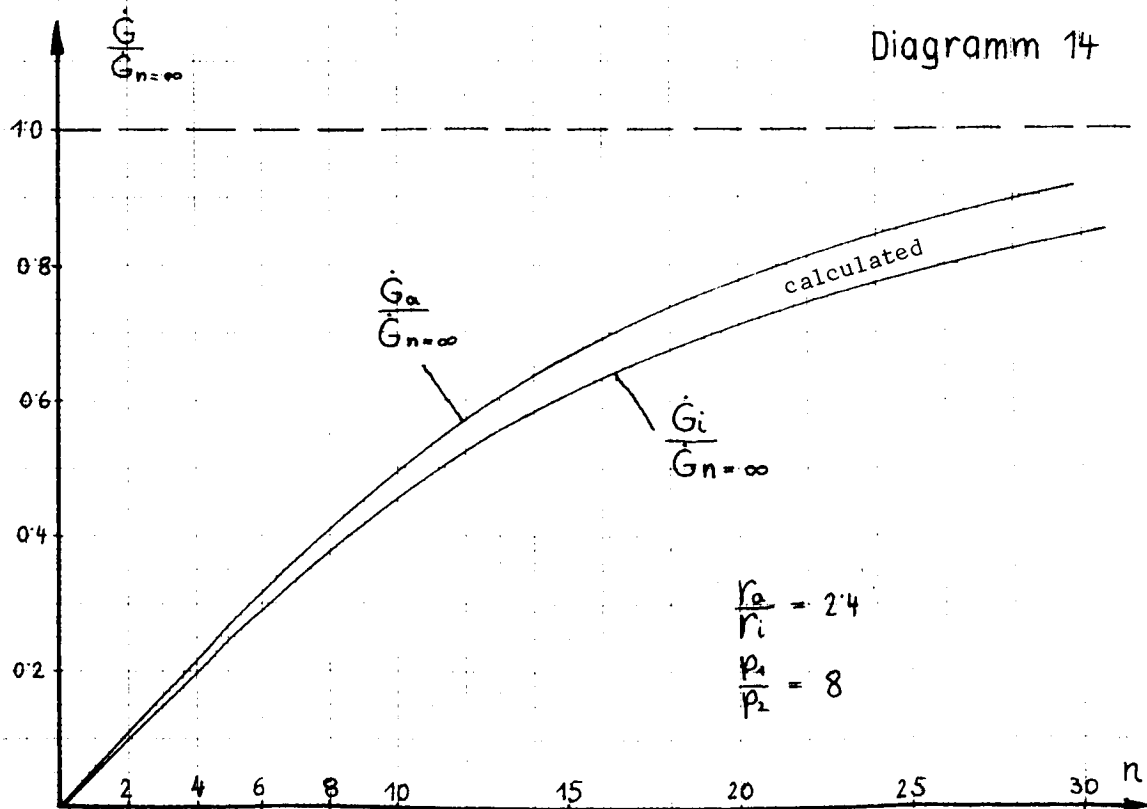 Diagramm 14
Ġ
Ġn=∞
1·0
0·8
0·6
0·4
0·2
Ġa
Ġn=∞
calculated
Ġi
Ġn=∞
ra
ri
= 2·4
p1
p2
= 8
2 4 6 8 10 15 20 25 30 n